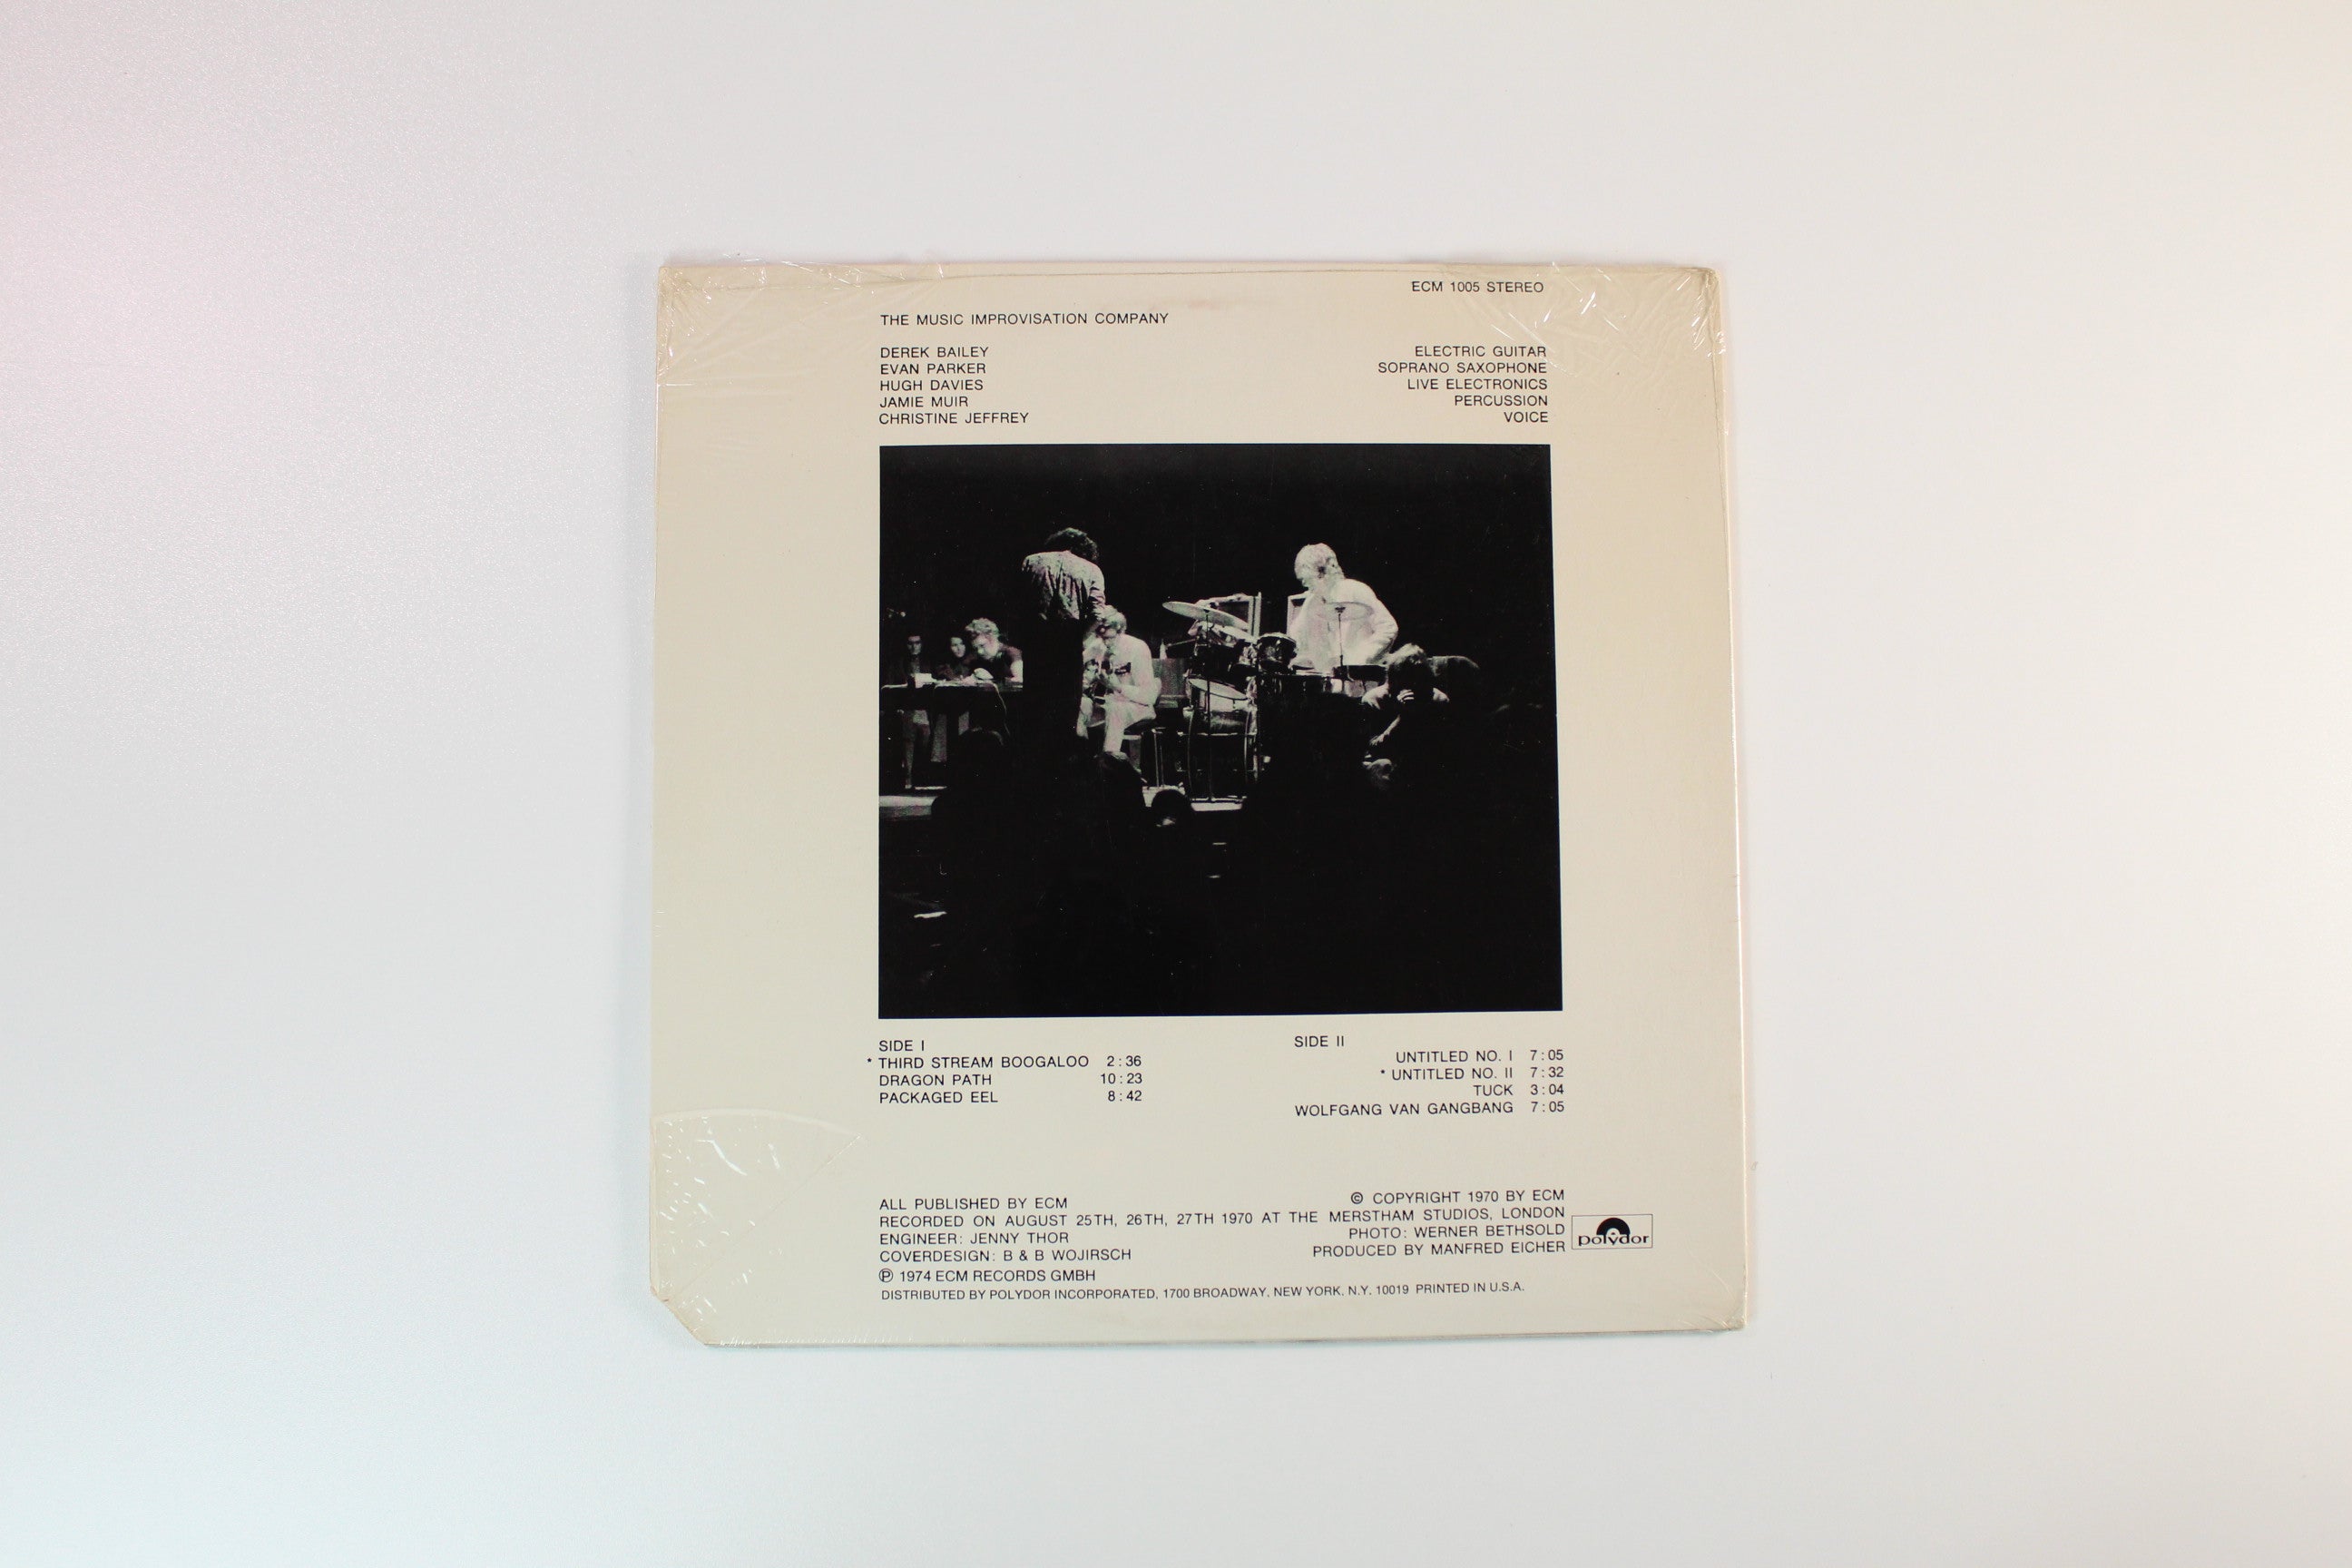 ECM 1005 STEREO
THE MUSIC IMPROVISATION COMPANY
DEREK BAILEY ELECTRIC GUITAR
EVAN PARKER SOPRANO SAXOPHONE
HUGH DAVIES LIVE ELECTRONICS
JAMIE MUIR PERCUSSION
CHRISTINE JEFFREY VOICE
SIDE I
* THIRD STREAM BOOGALOO 2:36
DRAGON PATH 10:23
PACKAGED EEL 8:42
SIDE II
UNTITLED NO. I 7:05
* UNTITLED NO. II 7:32
TUCK 3:04
WOLFGANG VAN GANGBANG 7:05
ALL PUBLISHED BY ECM © COPYRIGHT 1970 BY ECM
RECORDED ON AUGUST 25TH, 26TH, 27TH 1970 AT THE MERSTHAM STUDIOS, LONDON
ENGINEER: JENNY THOR PHOTO: WERNER BETHSOLD
COVERDESIGN: B & B WOJIRSCH PRODUCED BY MANFRED EICHER
polydor
℗ 1974 ECM RECORDS GMBH
DISTRIBUTED BY POLYDOR INCORPORATED, 1700 BROADWAY, NEW YORK, N.Y. 10019 PRINTED IN U.S.A.